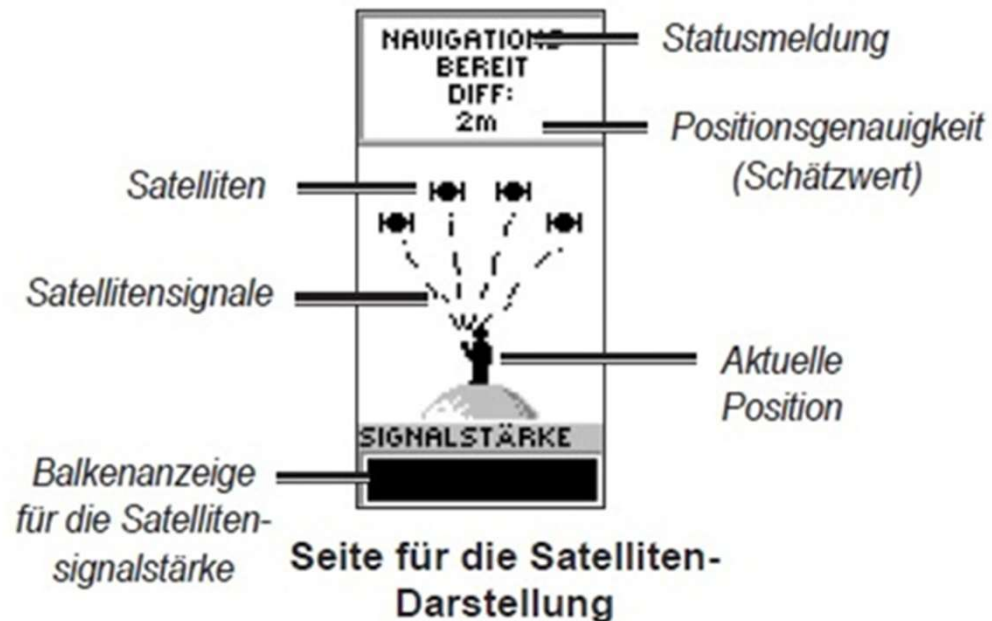 NAVIGATIONS
BEREIT
DIFF:
2m
Statusmeldung
Positionsgenauigkeit
(Schätzwert)
Satelliten
Satellitensignale
Aktuelle
Position
SIGNALSTÄRKE
Balkenanzeige
für die Satelliten-
signalstärke
Seite für die Satelliten-
Darstellung